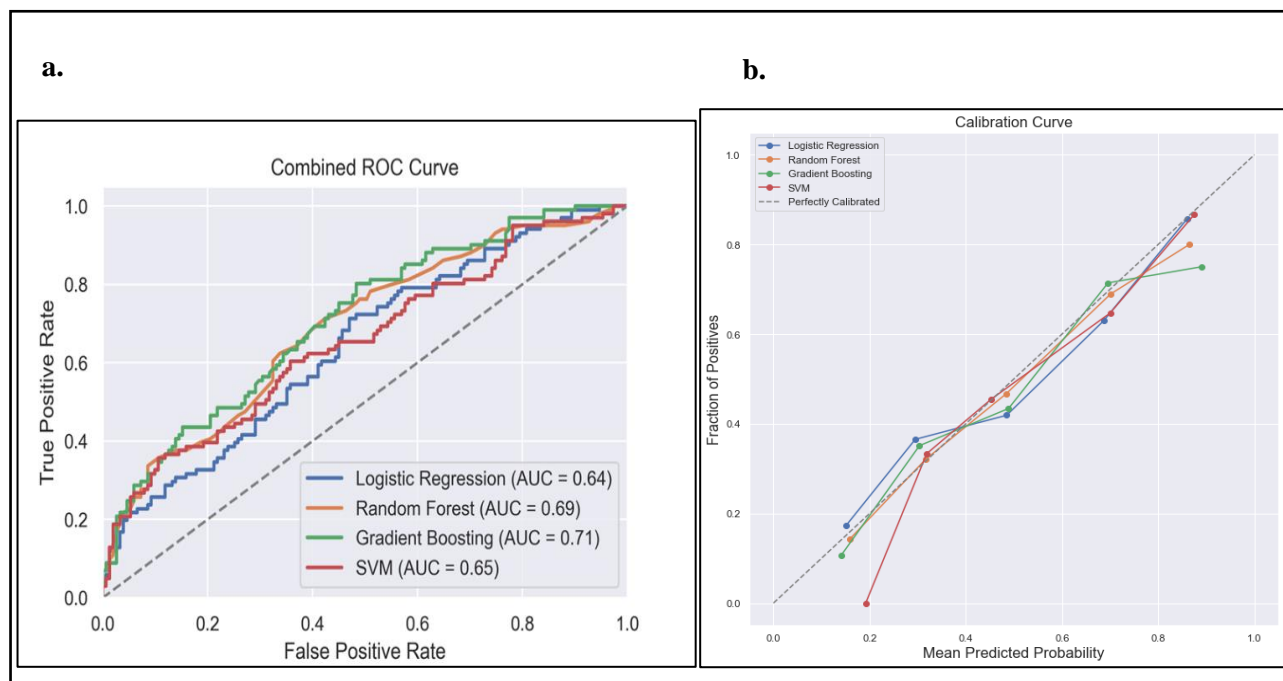 a.
Combined ROC Curve
True Positive Rate
1.0
0.8
0.6
0.4
0.2
0.0
Logistic Regression (AUC = 0.64)
Random Forest (AUC = 0.69)
Gradient Boosting (AUC = 0.71)
SVM (AUC = 0.65)
0.0 0.2 0.4 0.6 0.8 1.0
False Positive Rate
b.
Calibration Curve
Logistic Regression
Random Forest
Gradient Boosting
SVM
Perfectly Calibrated
Fraction of Positives
1.0
0.8
0.6
0.4
0.2
0.0
0.0 0.2 0.4 0.6 0.8 1.0
Mean Predicted Probability